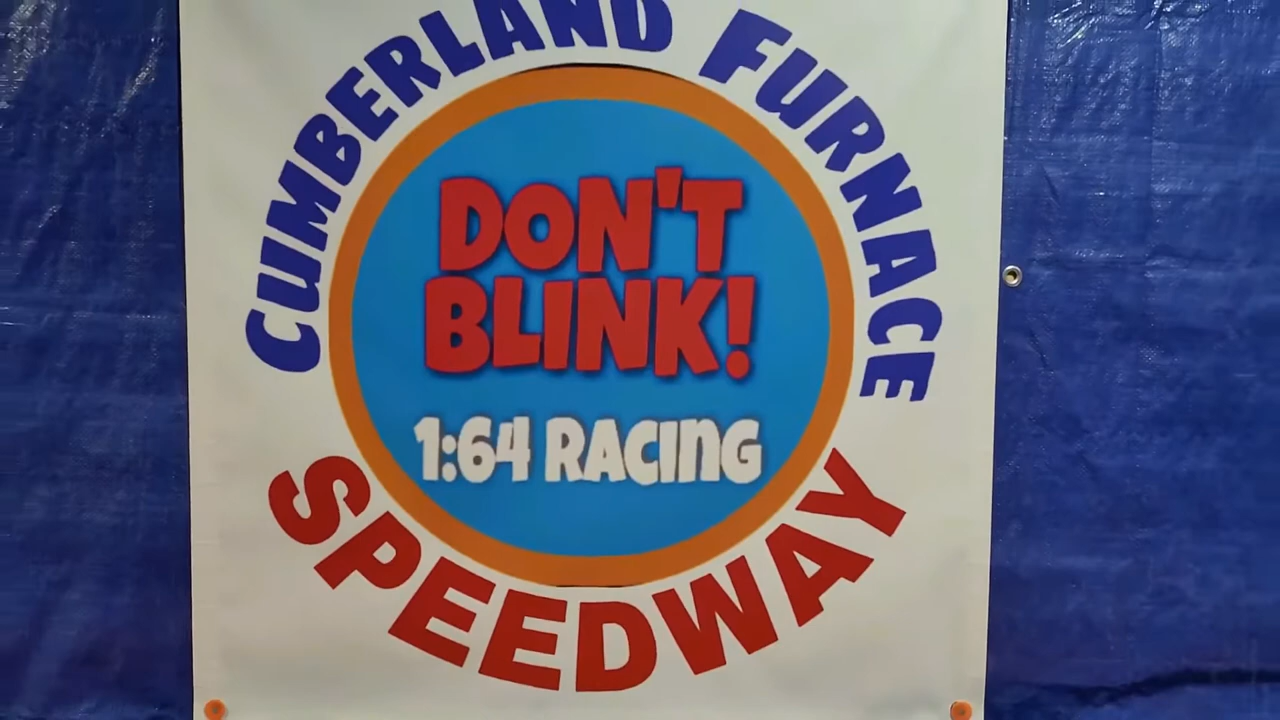 CUMBERLAND FURNACE
DON'T
BLINK!
1:64 RACING
SPEEDWAY